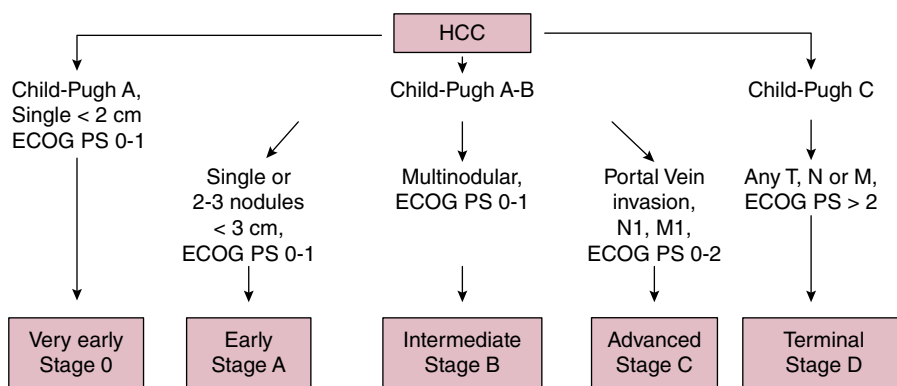 HCC
Child-Pugh A,
Single < 2 cm
ECOG PS 0-1
Child-Pugh A-B
Child-Pugh C
Single or
2-3 nodules
< 3 cm,
ECOG PS 0-1
Multinodular,
ECOG PS 0-1
Portal Vein
invasion,
N1, M1,
ECOG PS 0-2
Any T, N or M,
ECOG PS > 2
Very early
Stage 0
Early
Stage A
Intermediate
Stage B
Advanced
Stage C
Terminal
Stage D